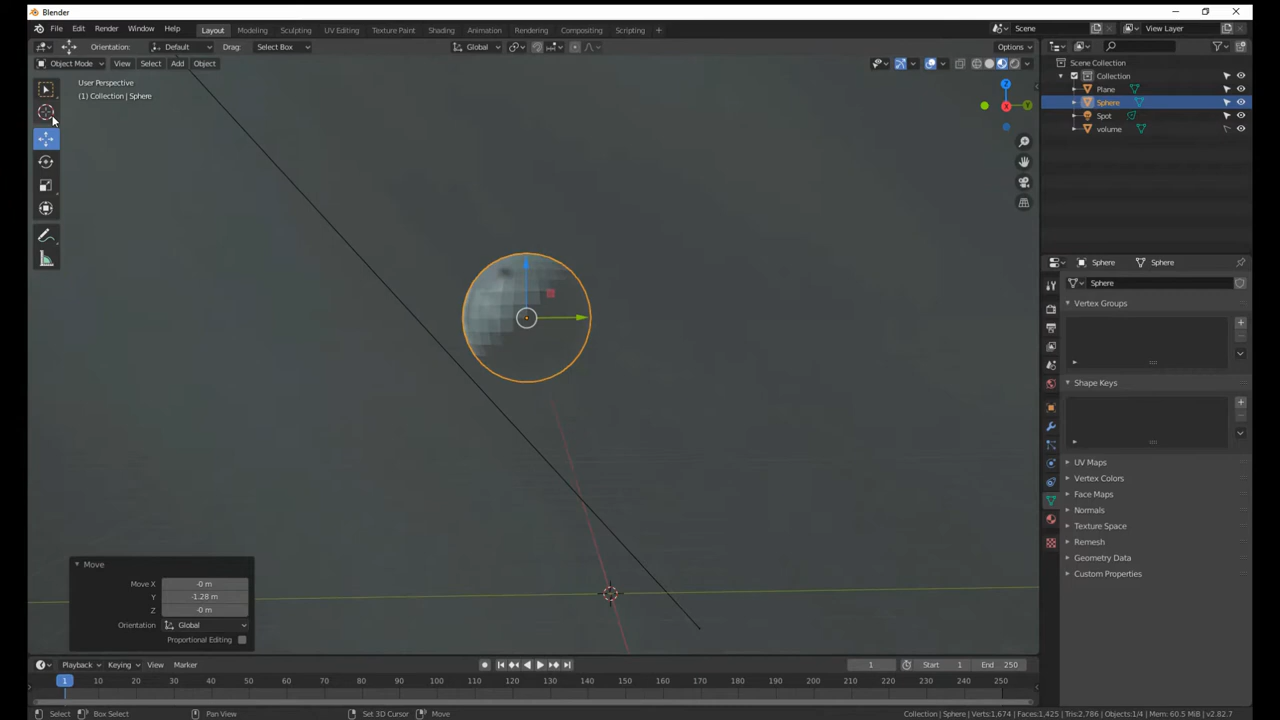 Blender
File Edit Render Window Help
Layout Modeling Sculpting UV Editing Texture Paint Shading Animation Rendering Compositing Scripting +
Scene
View Layer
Orientation: Default Drag: Select Box
Global
Options
Object Mode View Select Add Object
User Perspective
(1) Collection | Sphere
Z
Y
X
Scene Collection
Collection
Plane
Sphere
Spot
volume
Sphere Sphere
Sphere
Vertex Groups
Shape Keys
UV Maps
Vertex Colors
Face Maps
Normals
Texture Space
Remesh
Geometry Data
Custom Properties
Move
Move X -0 m
Y -1.28 m
Z -0 m
Orientation Global
Proportional Editing
Playback Keying View Marker
1 Start 1 End 250
1 10 20 30 40 50 60 70 80 90 100 110 120 130 140 150 160 170 180 190 200 210 220 230 240 250
Select Box Select Pan View Set 3D Cursor Move
Collection | Sphere | Verts:1,674 | Faces:1,425 | Tris:2,786 | Objects:1/4 | Mem: 60.5 MiB | v2.82.7